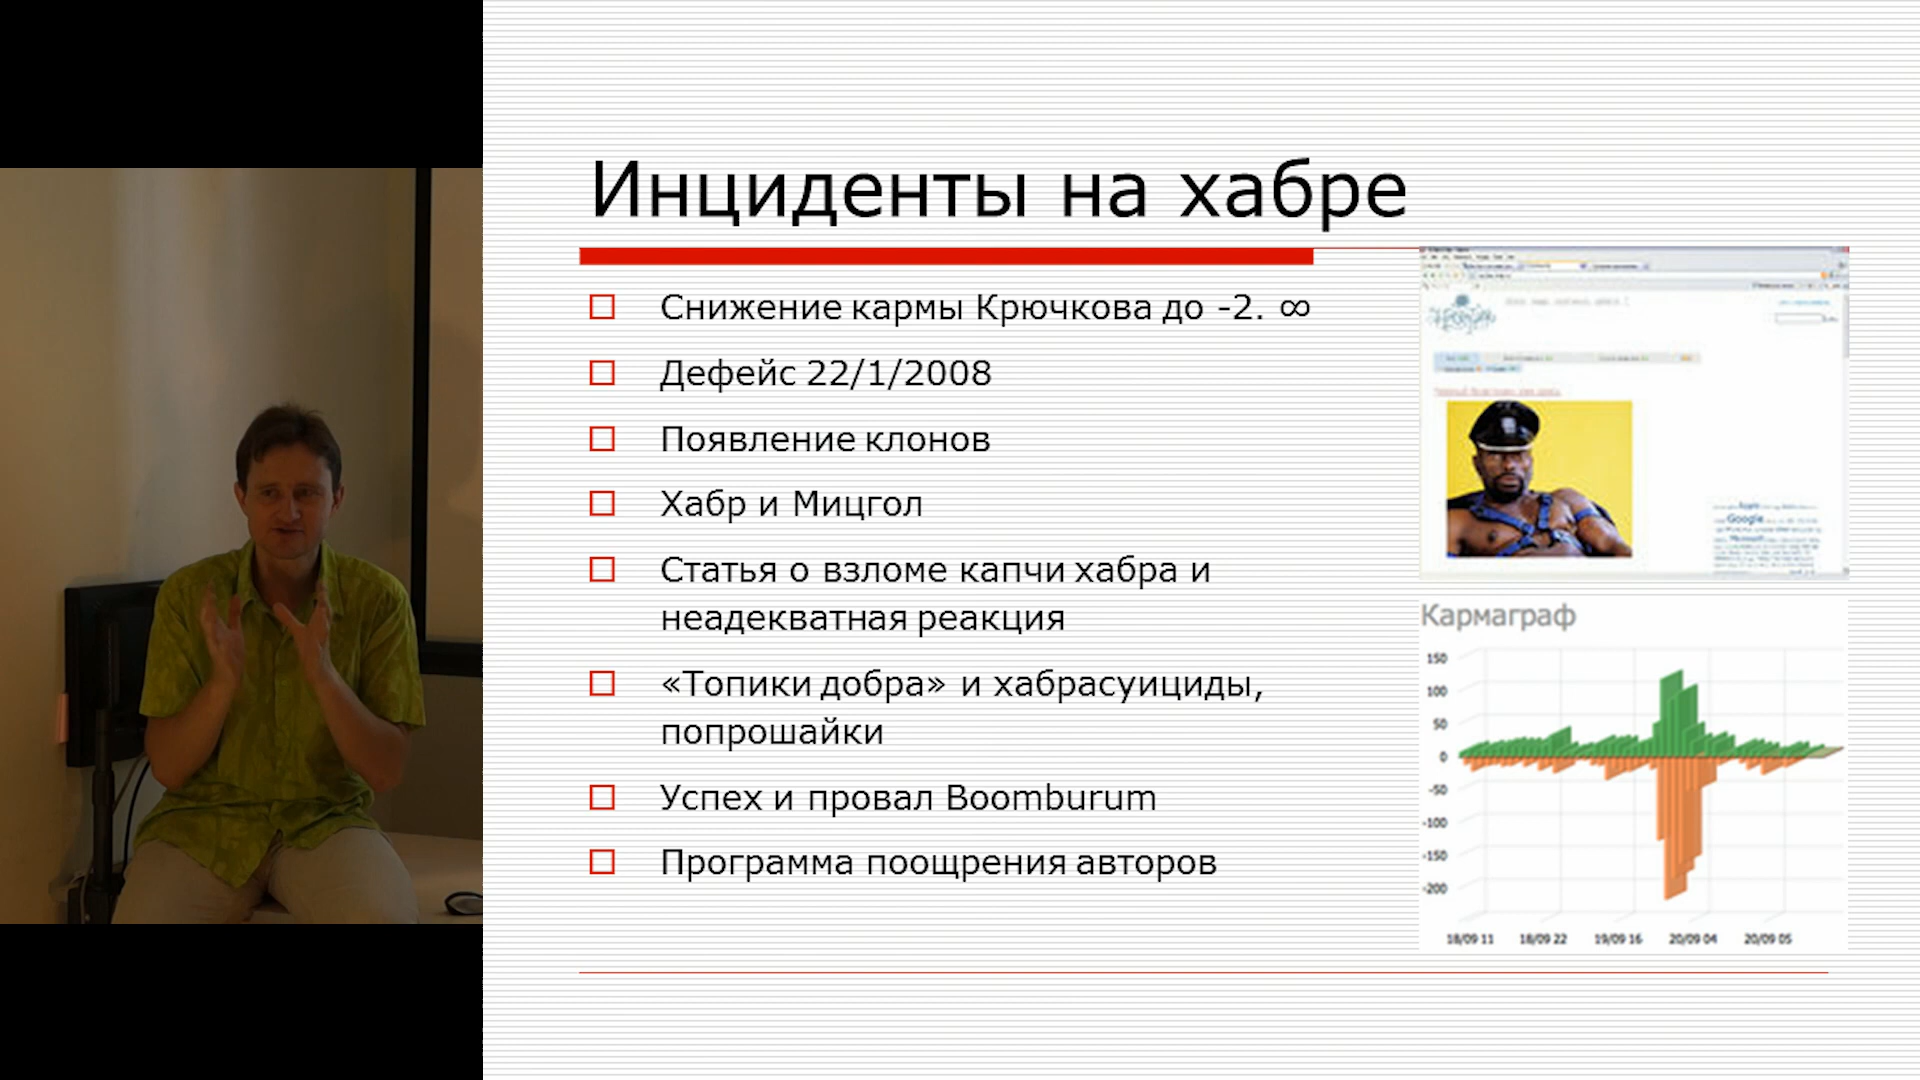 Инциденты на хабре
Снижение кармы Крючкова до -2. ∞
Дефейс 22/1/2008
Появление клонов
Хабр и Мицгол
Статья о взломе капчи хабра и
неадекватная реакция
«Топики добра» и хабрасуициды,
попрошайки
Успех и провал Boomburum
Программа поощрения авторов
Google
Microsoft
Кармаграф
150
100
50
0
-50
-100
-150
-200
18/09 11 18/09 22 19/09 16 20/09 04 20/09 05